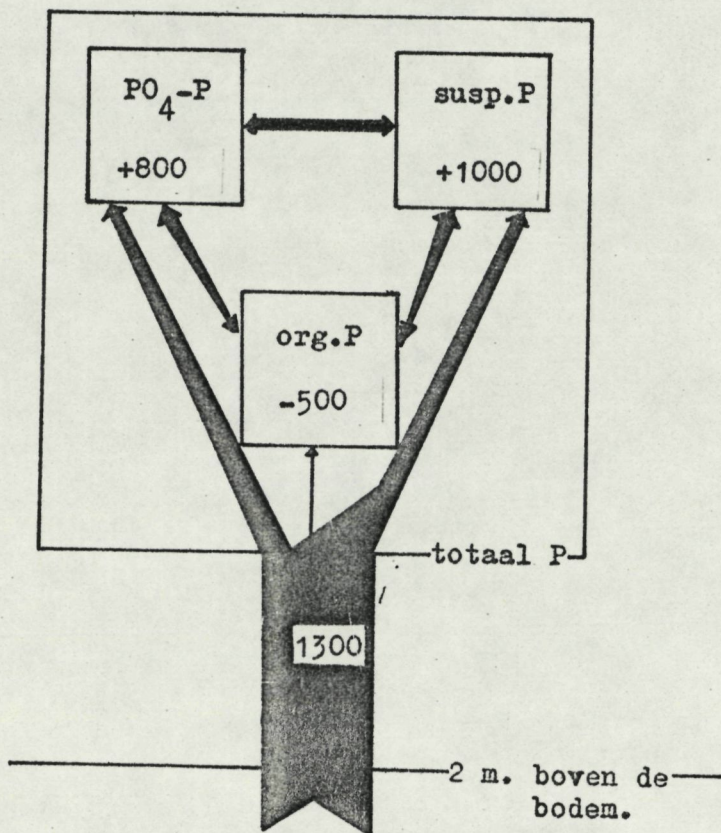 PO4-P
+800
susp.P
+1000
org.P
-500
totaal P
1300
2 m. boven de
bodem.